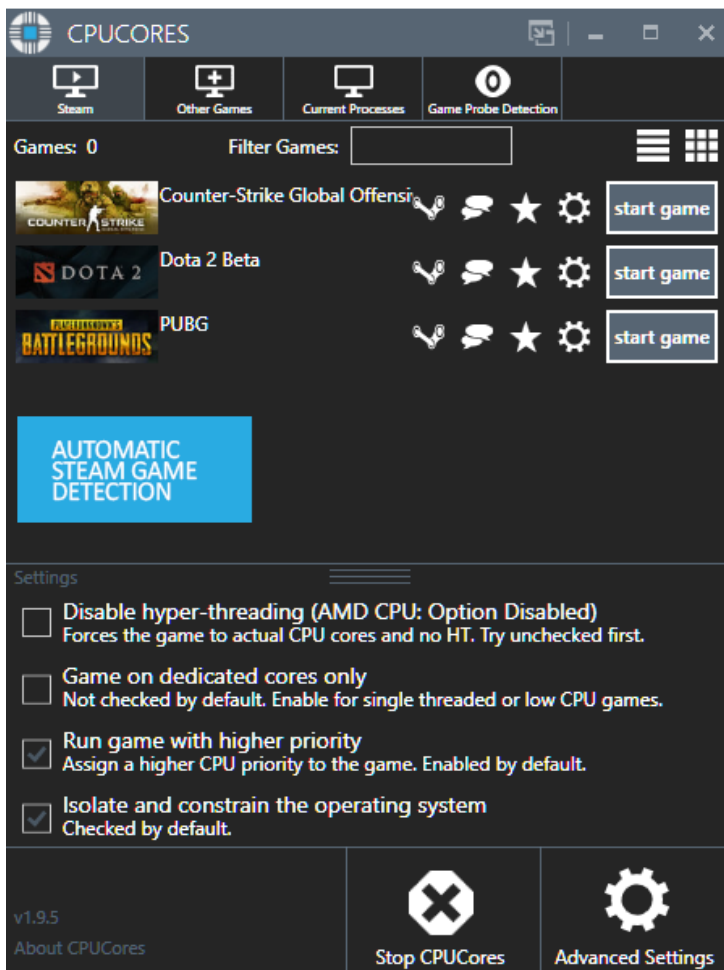 CPUCORES
Steam
Other Games
Current Processes
Game Probe Detection
Games: 0
Filter Games:
COUNTER STRIKE
Counter-Strike Global Offensi
start game
DOTA 2
Dota 2 Beta
start game
PLAYERUNKNOWN'S
BATTLEGROUNDS
PUBG
start game
AUTOMATIC
STEAM GAME
DETECTION
Settings
Disable hyper-threading (AMD CPU: Option Disabled)
Forces the game to actual CPU cores and no HT. Try unchecked first.
Game on dedicated cores only
Not checked by default. Enable for single threaded or low CPU games.
Run game with higher priority
Assign a higher CPU priority to the game. Enabled by default.
Isolate and constrain the operating system
Checked by default.
v1.9.5
About CPUCores
Stop CPUCores
Advanced Settings